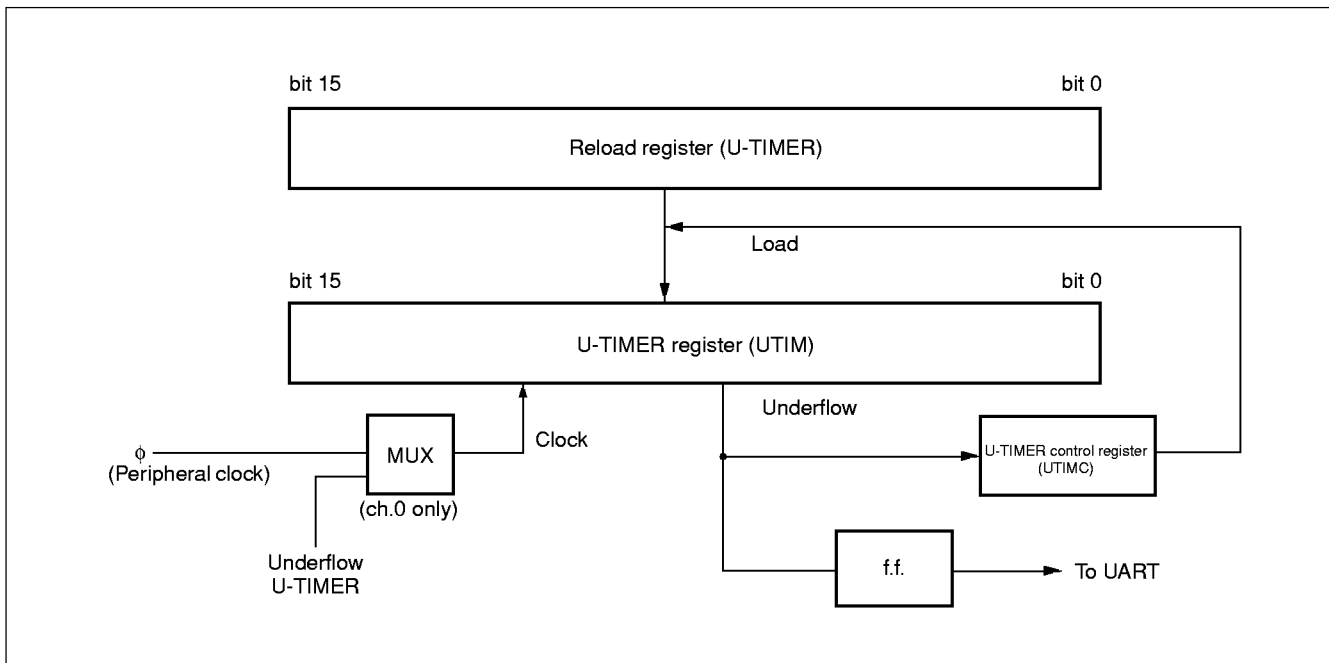 bit 15
bit 0
Reload register (U-TIMER)
Load
bit 15
bit 0
U-TIMER register (UTIM)
Underflow
ϕ
(Peripheral clock)
MUX
Clock
(ch.0 only)
U-TIMER control register
(UTIMC)
Underflow
U-TIMER
f.f.
To UART